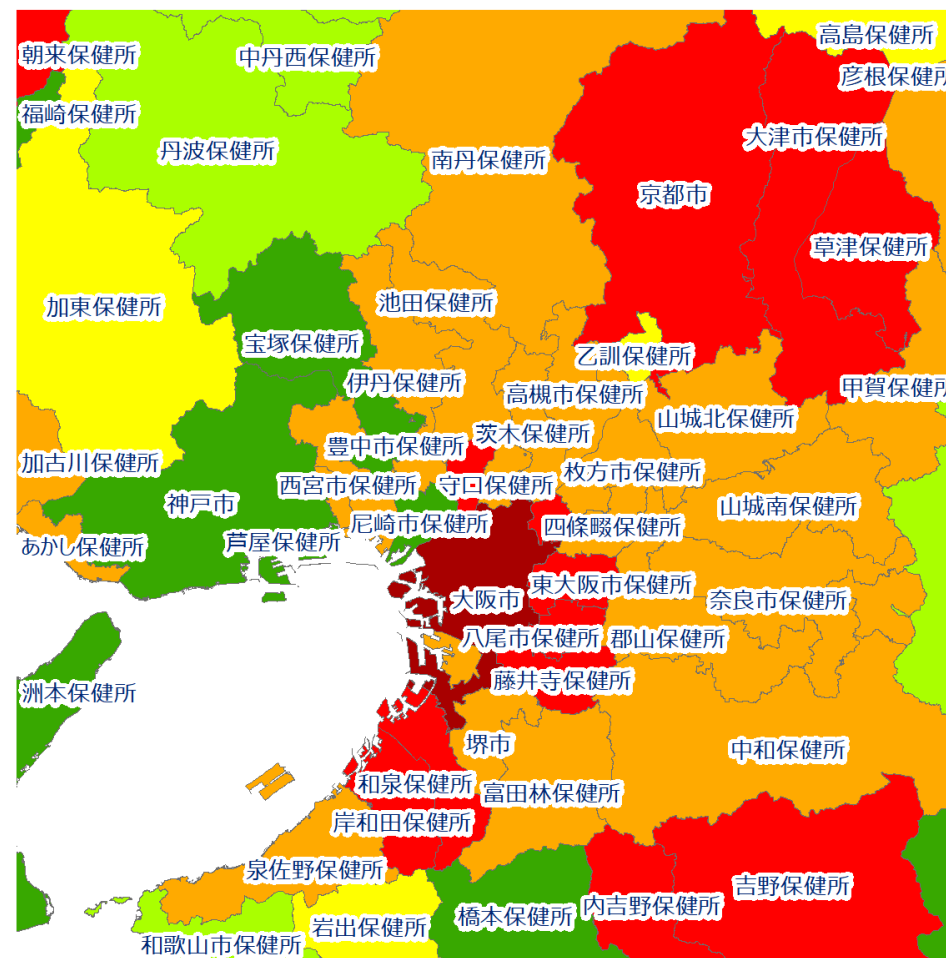 高島保健所
朝来保健所
中丹西保健所
彦根保健所
福崎保健所
大津市保健所
丹波保健所
南丹保健所
京都市
草津保健所
加東保健所
池田保健所
宝塚保健所
乙訓保健所
伊丹保健所
高槻市保健所
甲賀保健所
山城北保健所
豊中市保健所
茨木保健所
加古川保健所
枚方市保健所
西宮市保健所
守口保健所
神戸市
山城南保健所
尼崎市保健所
四條畷保健所
あかし保健所
芦屋保健所
東大阪市保健所
大阪市
奈良市保健所
八尾市保健所
郡山保健所
藤井寺保健所
洲本保健所
堺市
中和保健所
和泉保健所
富田林保健所
岸和田保健所
泉佐野保健所
吉野保健所
内吉野保健所
橋本保健所
岩出保健所
和歌山市保健所